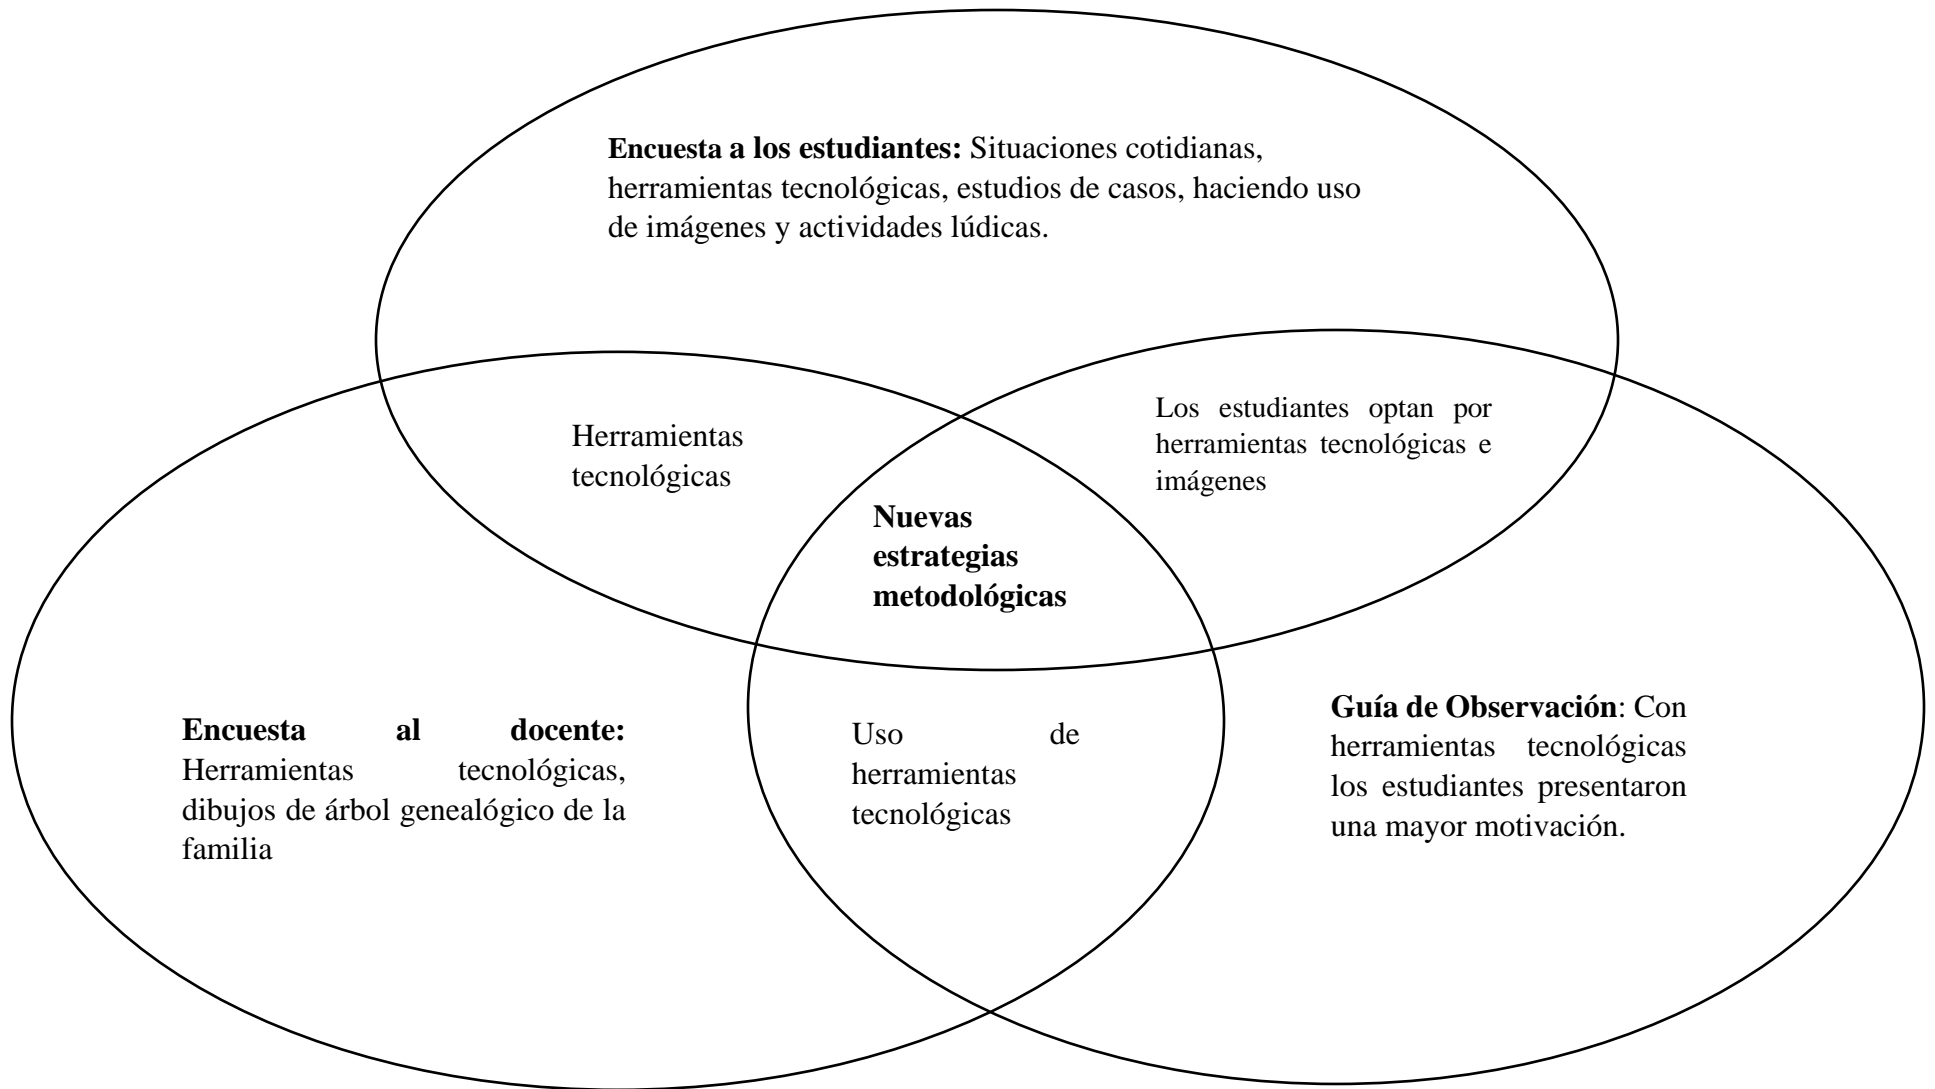 Encuesta a los estudiantes: Situaciones cotidianas,
herramientas tecnológicas, estudios de casos, haciendo uso
de imágenes y actividades lúdicas.
Herramientas
tecnológicas
Los estudiantes optan por
herramientas tecnológicas e
imágenes
Nuevas
estrategias
metodológicas
Encuesta al docente:
Herramientas tecnológicas,
dibujos de árbol genealógico de la
familia
Uso de
herramientas
tecnológicas
Guía de Observación: Con
herramientas tecnológicas
los estudiantes presentaron
una mayor motivación.